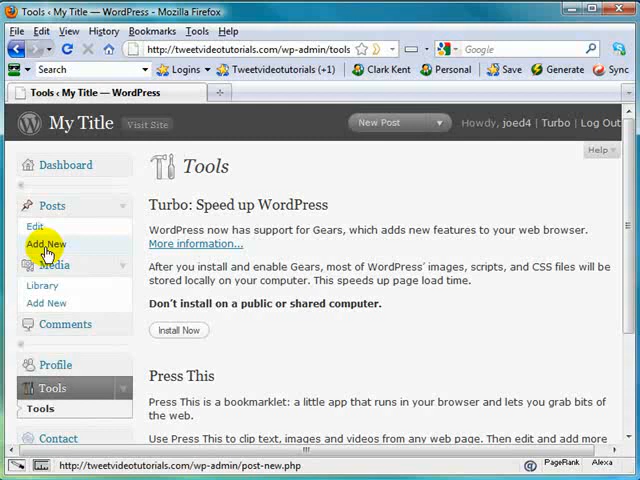 Tools ‹ My Title — WordPress - Mozilla Firefox
File Edit View History Bookmarks Tools Help
http://tweetvideotutorials.com/wp-admin/tools
Google
Search Logins Tweetvideotutorials (+1) Clark Kent Personal Save Generate Sync
Tools ‹ My Title — WordPress
My Title Visit Site New Post Howdy, joed4 | Turbo | Log Out
Help
Dashboard
Tools
Posts
Edit
Add New
Media
Library
Add New
Comments
Profile
Tools
Tools
Contact
Turbo: Speed up WordPress
WordPress now has support for Gears, which adds new features to your web browser.
More information...
After you install and enable Gears, most of WordPress' images, scripts, and CSS files will be
stored locally on your computer. This speeds up page load time.
Don't install on a public or shared computer.
Install Now
Press This
Press This is a bookmarklet: a little app that runs in your browser and lets you grab bits of
the web.
Use Press This to clip text, images and videos from any web page. Then edit and add more
http://tweetvideotutorials.com/wp-admin/post-new.php
PageRank Alexa